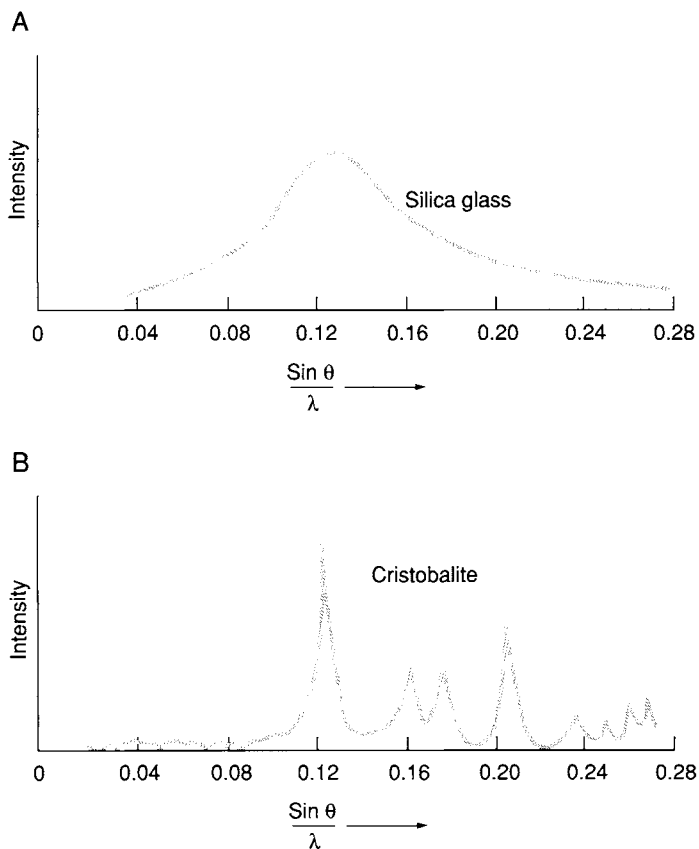 A
Intensity
Silica glass
0 0.04 0.08 0.12 0.16 0.20 0.24 0.28
Sin θ
λ
B
Intensity
Cristobalite
0 0.04 0.08 0.12 0.16 0.20 0.24 0.28
Sin θ
λ